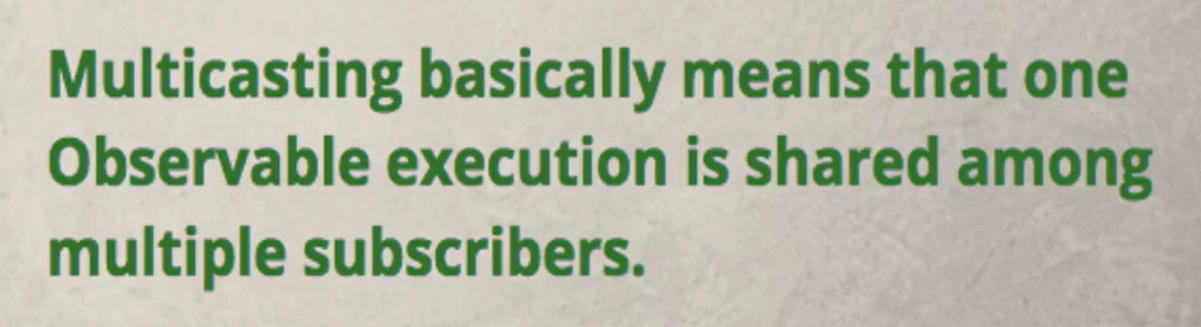 Multicasting basically means that one
Observable execution is shared among
multiple subscribers.